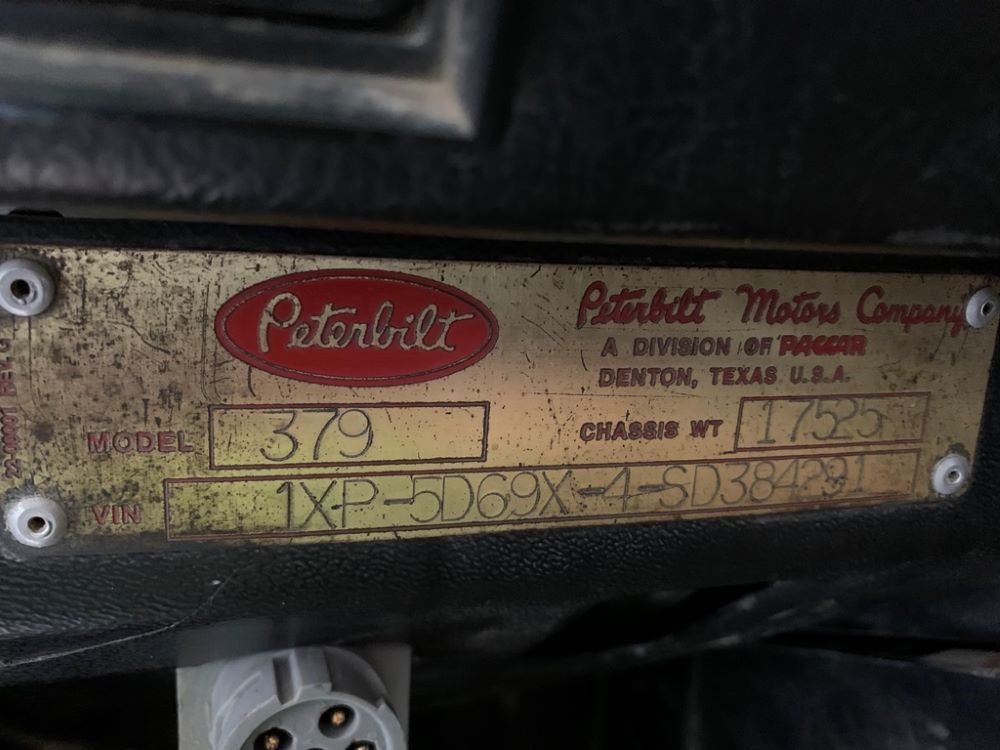 Peterbilt
Peterbilt Motors Company
A DIVISION OF PACCAR
DENTON, TEXAS U.S.A.
MODEL 379
CHASSIS WT 17525
VIN 1XP-5D69X-4-SD384291